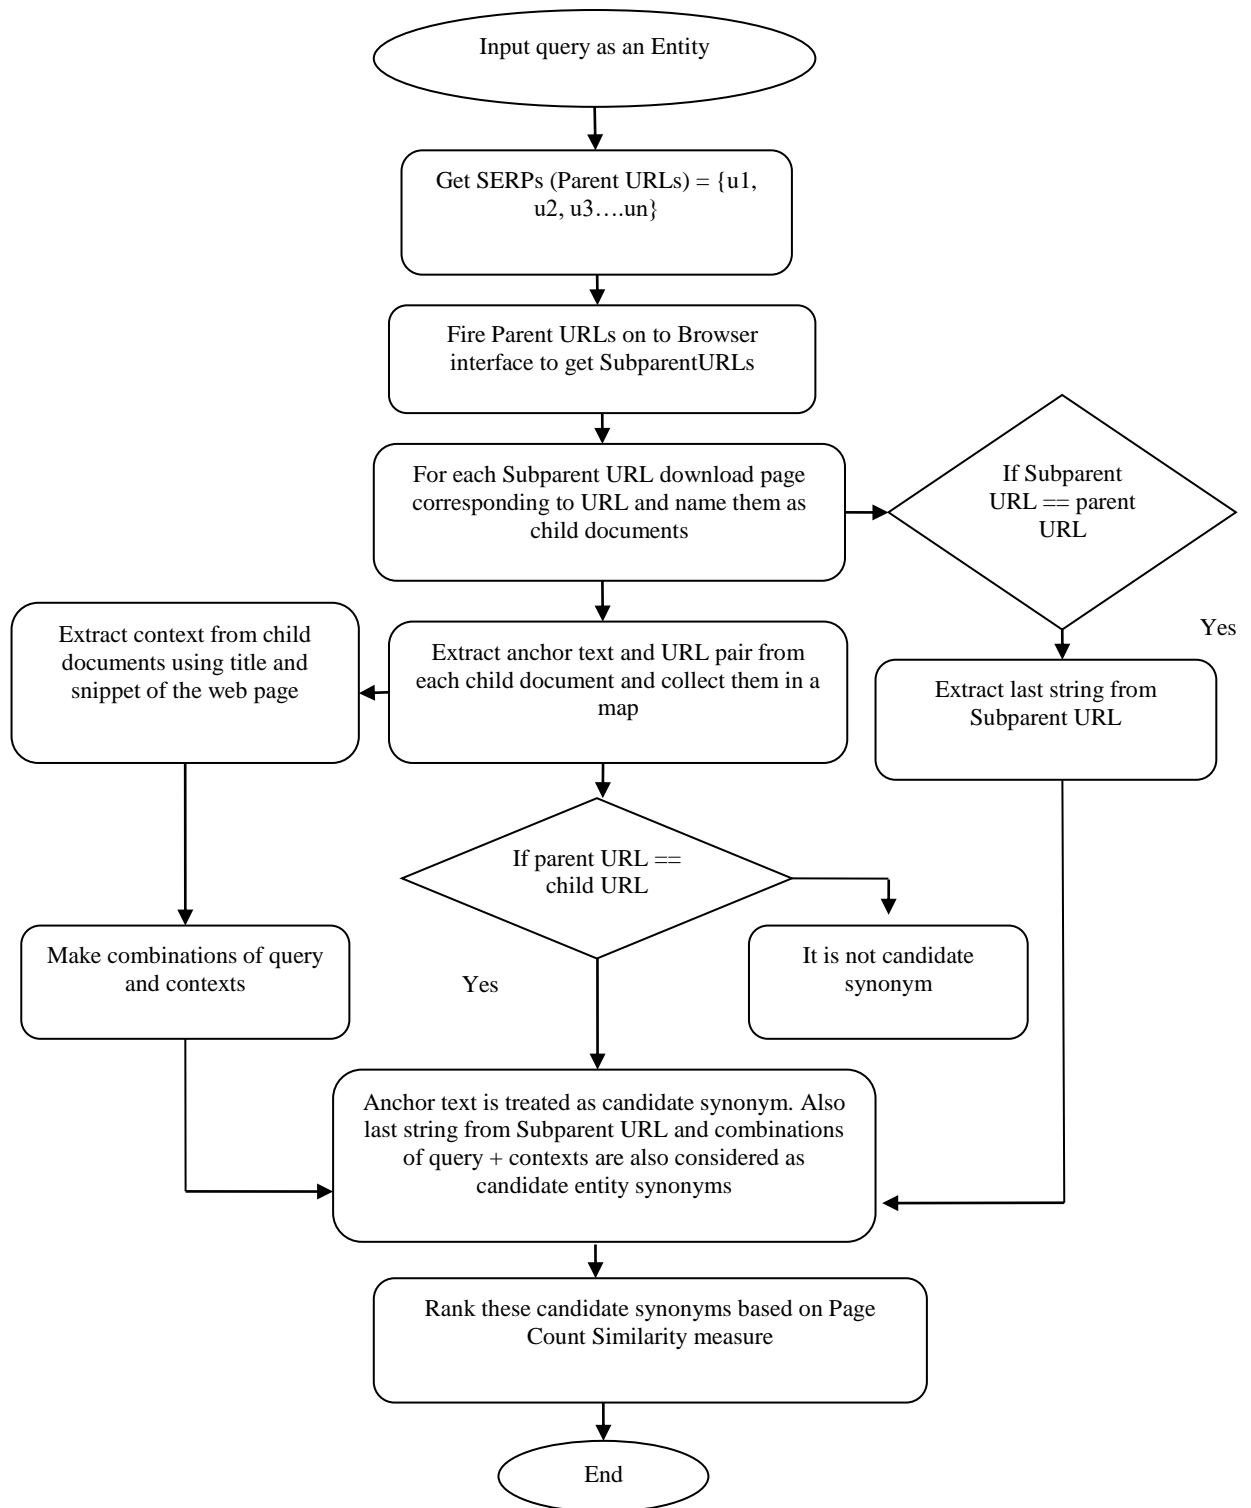 Input query as an Entity
Get SERPs (Parent URLs) = {u1,
u2, u3….un}
Fire Parent URLs on to Browser
interface to get SubparentURLs
For each Subparent URL download page
corresponding to URL and name them as
child documents
If Subparent
URL == parent
URL
Yes
Extract context from child
documents using title and
snippet of the web page
Extract anchor text and URL pair from
each child document and collect them in a
map
Extract last string from
Subparent URL
If parent URL ==
child URL
Make combinations of query
and contexts
Yes
It is not candidate
synonym
Anchor text is treated as candidate synonym. Also
last string from Subparent URL and combinations
of query + contexts are also considered as
candidate entity synonyms
Rank these candidate synonyms based on Page
Count Similarity measure
End